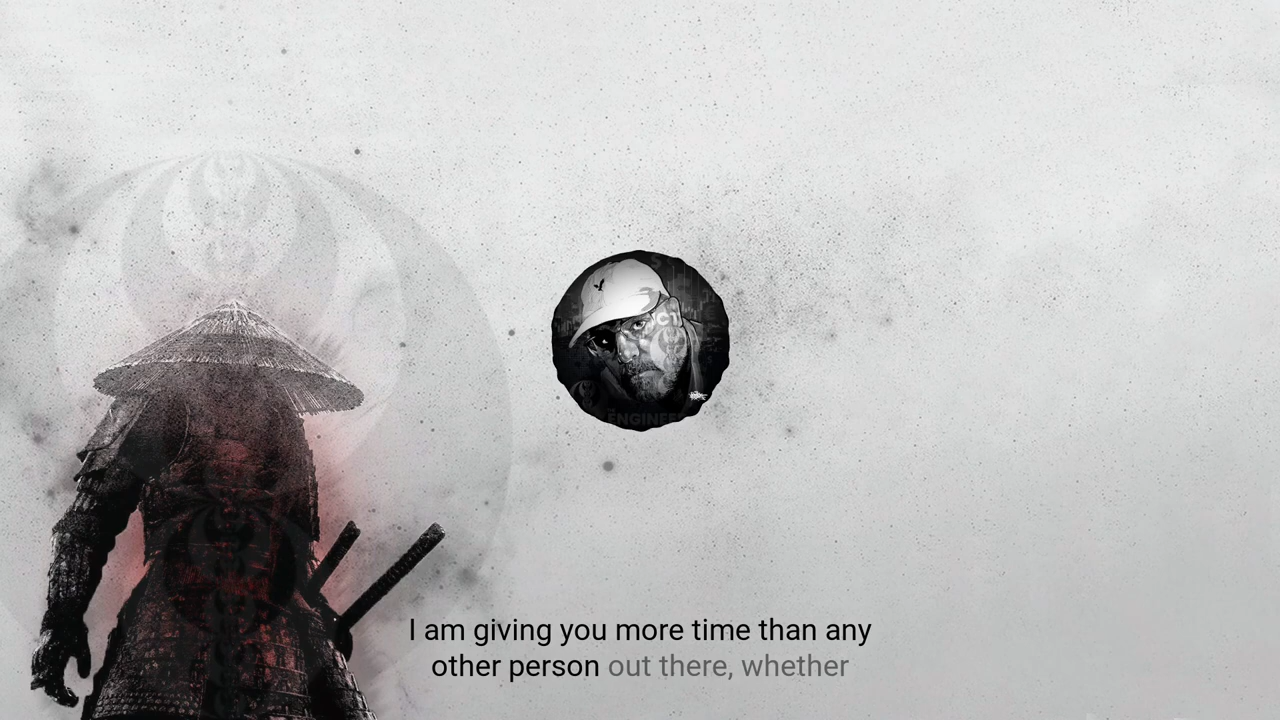 I am giving you more time than any
other person out there, whether